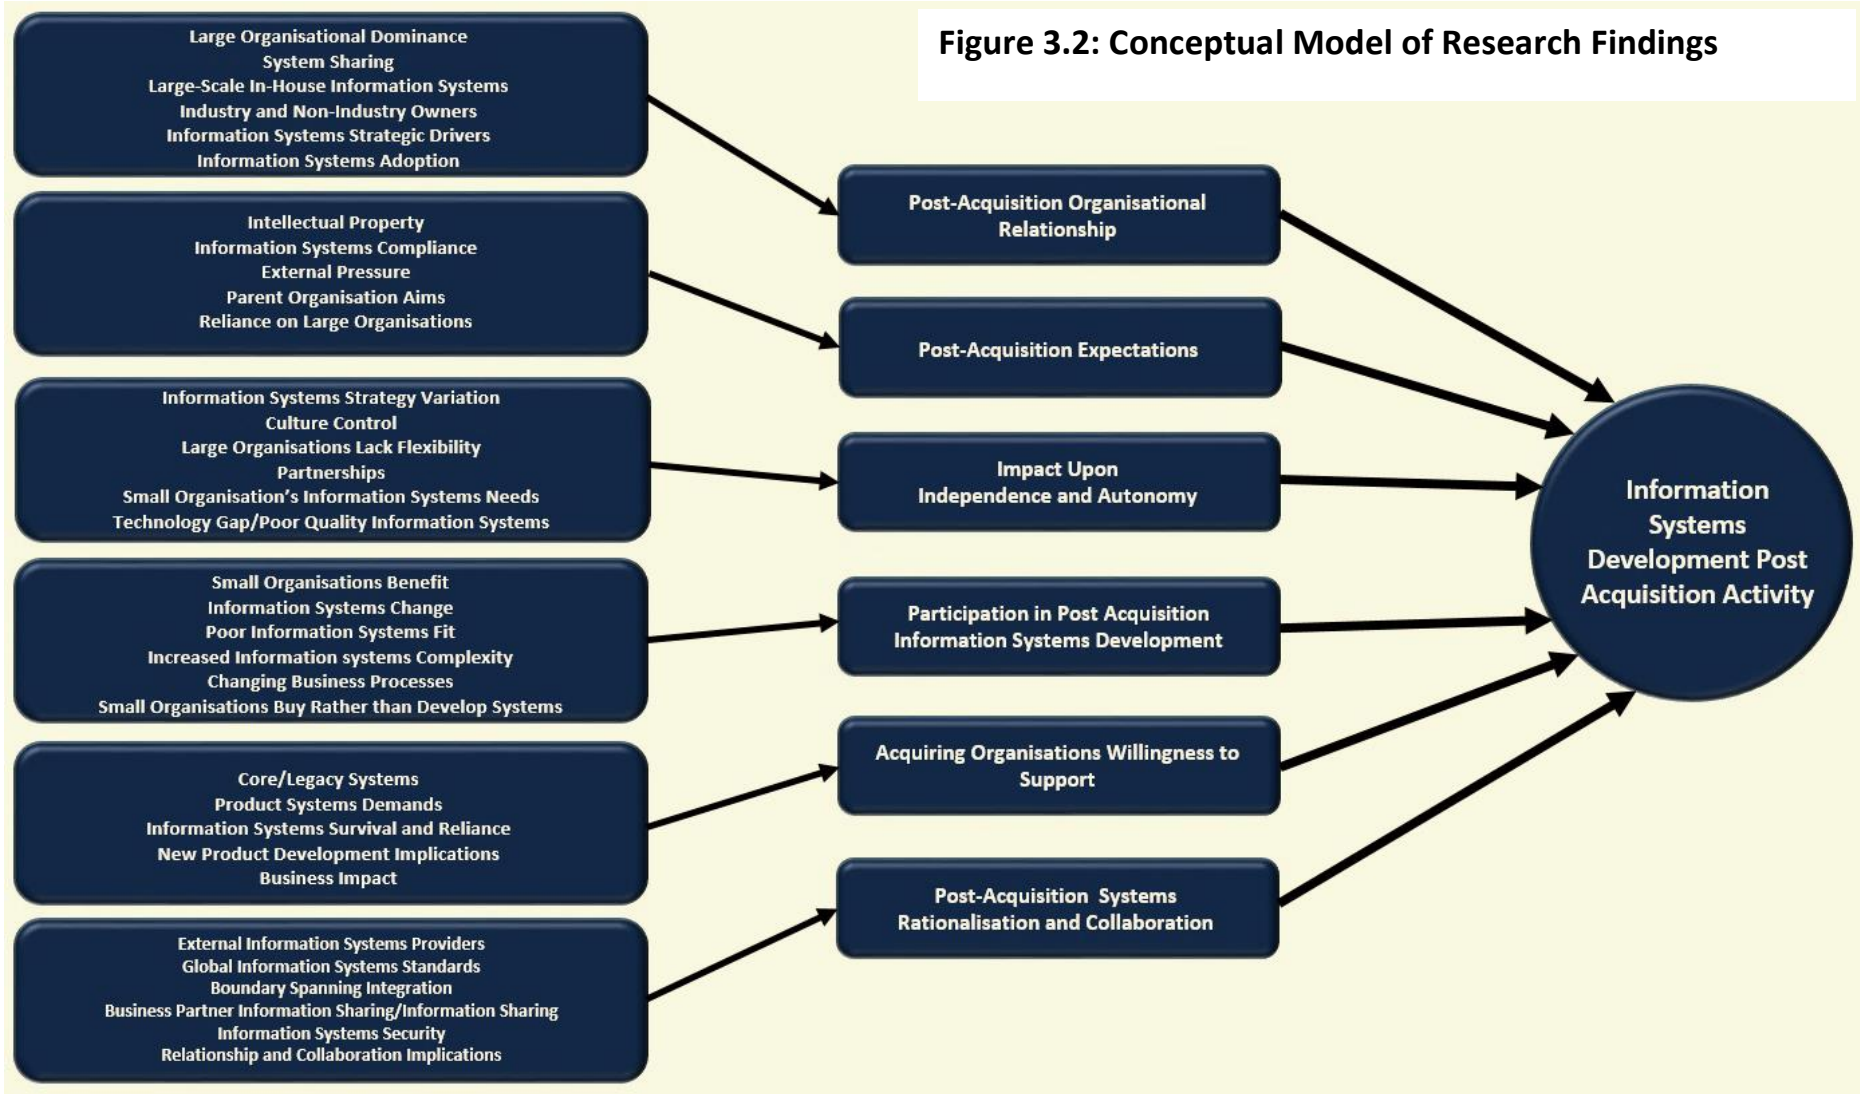 Figure 3.2: Conceptual Model of Research Findings
Large Organisational Dominance
System Sharing
Large-Scale In-House Information Systems
Industry and Non-Industry Owners
Information Systems Strategic Drivers
Information Systems Adoption
Intellectual Property
Information Systems Compliance
External Pressure
Parent Organisation Aims
Reliance on Large Organisations
Information Systems Strategy Variation
Culture Control
Large Organisations Lack Flexibility
Partnerships
Small Organisation's Information Systems Needs
Technology Gap/Poor Quality Information Systems
Small Organisations Benefit
Information Systems Change
Poor Information Systems Fit
Increased Information systems Complexity
Changing Business Processes
Small Organisations Buy Rather than Develop Systems
Core/Legacy Systems
Product Systems Demands
Information Systems Survival and Reliance
New Product Development Implications
Business Impact
External Information Systems Providers
Global Information Systems Standards
Boundary Spanning Integration
Business Partner Information Sharing/Information Sharing
Information Systems Security
Relationship and Collaboration Implications
Post-Acquisition Organisational
Relationship
Post-Acquisition Expectations
Impact Upon
Independence and Autonomy
Participation in Post Acquisition
Information Systems Development
Acquiring Organisations Willingness to
Support
Post-Acquisition  Systems
Rationalisation and Collaboration
Information
Systems
Development Post
Acquisition Activity